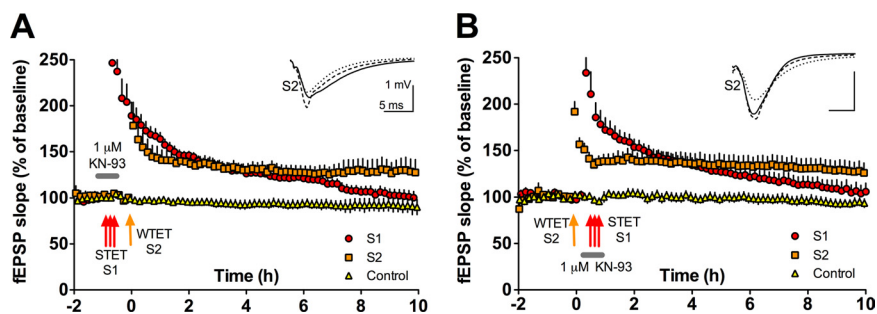 A
fEPSP slope (% of baseline)
250
200
150
100
50
0
-2
0
2
4
6
8
10
Time (h)
1 μM
KN-93
STET
S1
WTET
S2
S2
1 mV
5 ms
S1
S2
Control
B
fEPSP slope (% of baseline)
250
200
150
100
50
0
-2
0
2
4
6
8
10
Time (h)
WTET
S2
STET
S1
1 μM KN-93
S2
S1
S2
Control